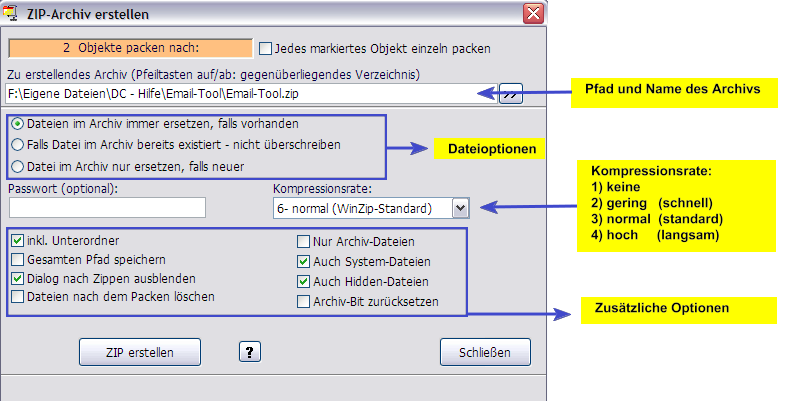 ZIP-Archiv erstellen
2 Objekte packen nach:
Jedes markiertes Objekt einzeln packen
Zu erstellendes Archiv (Pfeiltasten auf/ab: gegenüberliegendes Verzeichnis)
F:\Eigene Dateien\DC - Hilfe\Email-Tool\Email-Tool.zip
>>
Pfad und Name des Archivs
Dateien im Archiv immer ersetzen, falls vorhanden
Falls Datei im Archiv bereits existiert - nicht überschreiben
Datei im Archiv nur ersetzen, falls neuer
Dateioptionen
Passwort (optional):
Kompressionsrate:
6- normal (WinZip-Standard)
Kompressionsrate:
1) keine
2) gering (schnell)
3) normal (standard)
4) hoch (langsam)
inkl. Unterordner
Gesamten Pfad speichern
Dialog nach Zippen ausblenden
Dateien nach dem Packen löschen
Nur Archiv-Dateien
Auch System-Dateien
Auch Hidden-Dateien
Archiv-Bit zurücksetzen
Zusätzliche Optionen
ZIP erstellen
?
Schließen